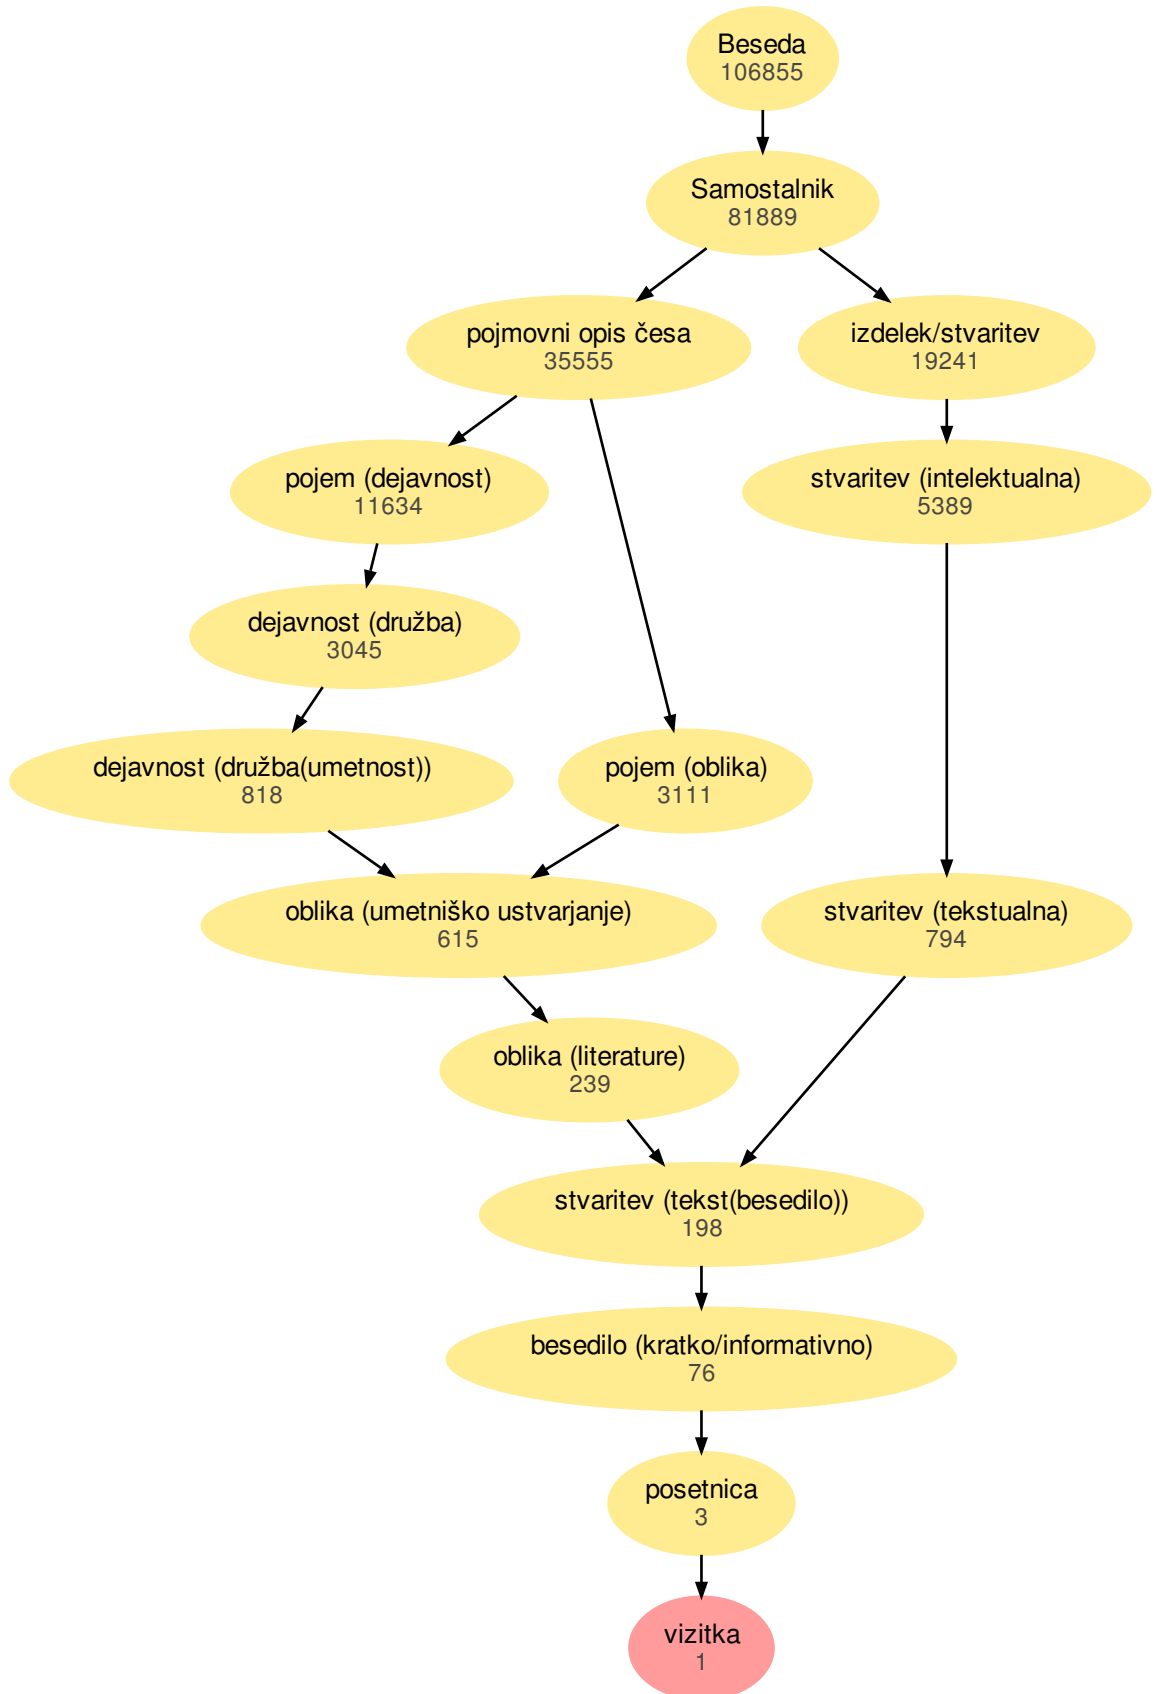 Beseda
106855
Samostalnik
81889
pojmovni opis česa
35555
izdelek/stvaritev
19241
pojem (dejavnost)
11634
stvaritev (intelektualna)
5389
dejavnost (družba)
3045
dejavnost (družba(umetnost))
818
pojem (oblika)
3111
oblika (umetniško ustvarjanje)
615
stvaritev (tekstualna)
794
oblika (literature)
239
stvaritev (tekst(besedilo))
198
besedilo (kratko/informativno)
76
posetnica
3
vizitka
1